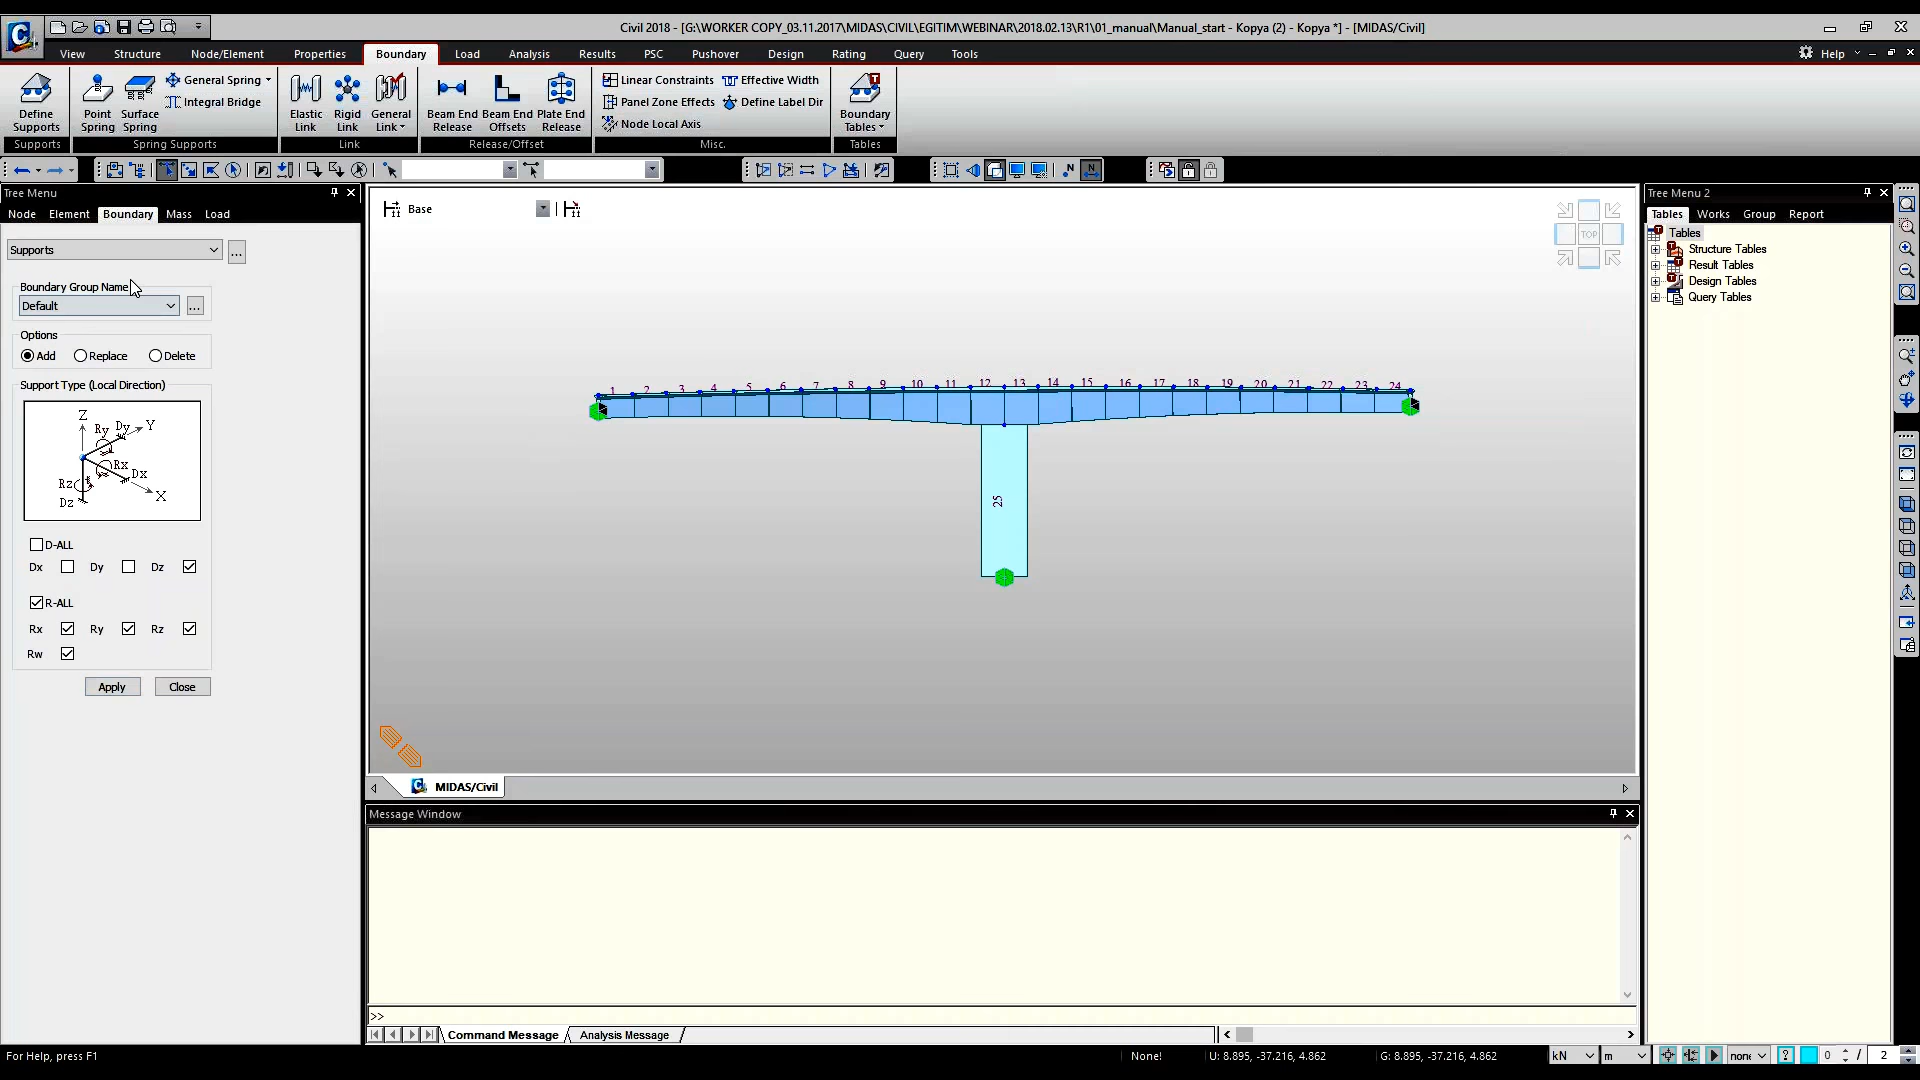 Civil 2018 - [G:\WORKER COPY_03.11.2017\MIDAS\CIVIL\EGITIM\WEBINAR\2018.02.13\R1\01_manual\Manual_start - Kopya (2) - Kopya *] - [MIDAS/Civil]
View Structure Node/Element Properties Boundary Load Analysis Results PSC Pushover Design Rating Query Tools Help
Define Supports
Point Spring
Surface Spring
General Spring
Integral Bridge
Elastic Link
Rigid Link
General Link
Beam End Release
Beam End Offsets
Plate End Release
Linear Constraints
Effective Width
Panel Zone Effects
Define Label Dir
Node Local Axis
Boundary Tables
Supports Spring Supports Link Release/Offset Misc. Tables
Tree Menu
Node Element Boundary Mass Load
Supports
...
Boundary Group Name
Default
...
Options
Add Replace Delete
Support Type (Local Direction)
Z
Ry Dy Y
Rx Dx
Rz
Dz X
D-ALL
Dx Dy Dz
R-ALL
Rx Ry Rz
Rw
Apply Close
Base
TOP
1 2 3 4 5 6 7 8 9 10 11 12 13 14 15 16 17 18 19 20 21 22 23 24
25
MIDAS/Civil
Message Window
>>
Command Message Analysis Message
Tree Menu 2
Tables Works Group Report
Tables
Structure Tables
Result Tables
Design Tables
Query Tables
For Help, press F1
None!
U: 8.895, -37.216, 4.862
G: 8.895, -37.216, 4.862
kN
m
none
?
0 / 2